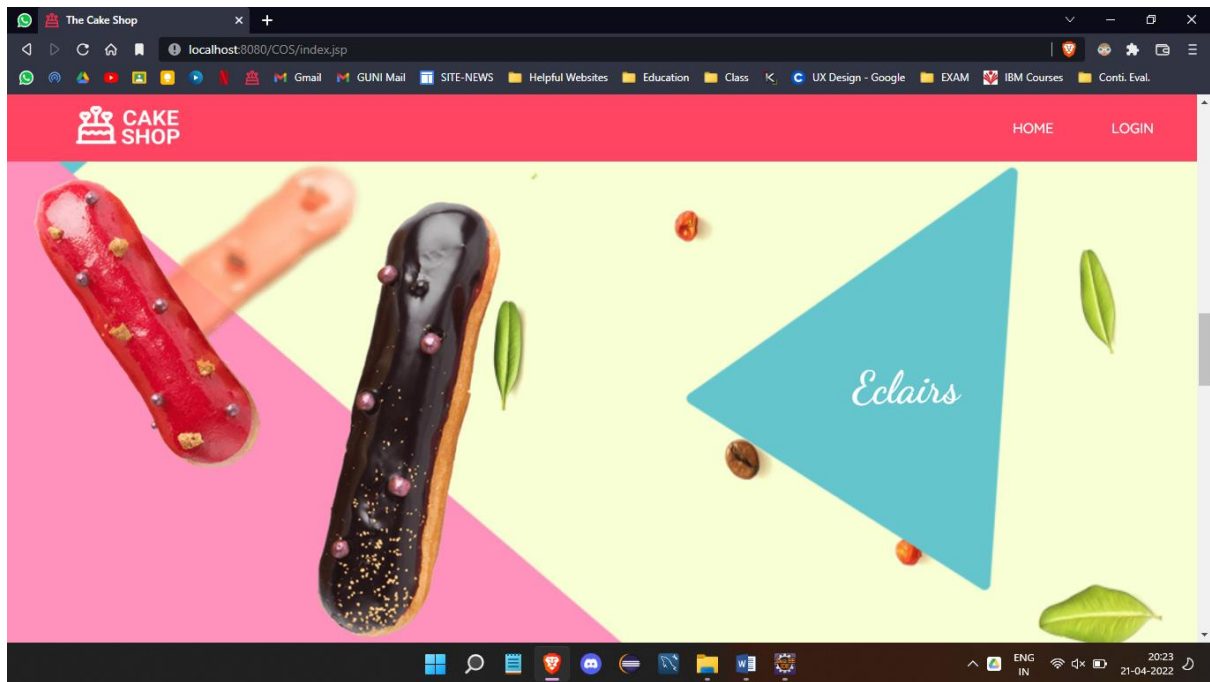 The Cake Shop
localhost:8080/COS/index.jsp
Gmail
GUNI Mail
SITE-NEWS
Helpful Websites
Education
Class
UX Design - Google
EXAM
IBM Courses
Conti. Eval.
CAKE
SHOP
HOME
LOGIN
Eclairs
ENG
IN
20:23
21-04-2022